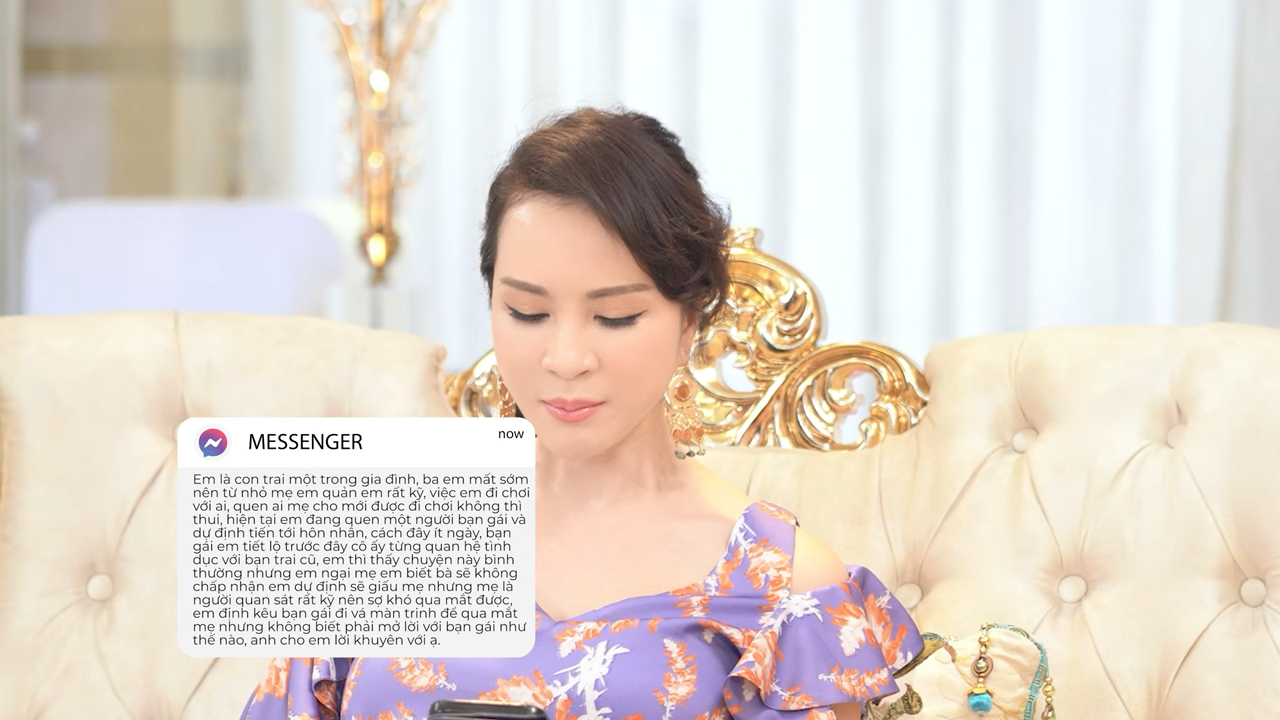 MESSENGER
now
Em là con trai một trong gia đình, ba em mất sớm
nên từ nhỏ mẹ em quản em rất kỹ, việc em đi chơi
với ai, quen ai mẹ cho mới được đi chơi không thì
thui, hiện tại em đang quen một người bạn gái và
dự định tiến tới hôn nhân, cách đây ít ngày, bạn
gái em tiết lộ trước đây cô ấy từng quan hệ tình
dục với bạn trai cũ, em thì thấy chuyện này bình
thường nhưng em ngại mẹ em biết bà sẽ không
chấp nhận em dự định sẽ giấu mẹ nhưng mẹ là
người quan sát rất kỹ nên sợ khó qua mắt được,
em định kêu bạn gái đi vá màn trinh để qua mắt
mẹ nhưng không biết phải mở lời với bạn gái như
thế nào, anh cho em lời khuyên với ạ.